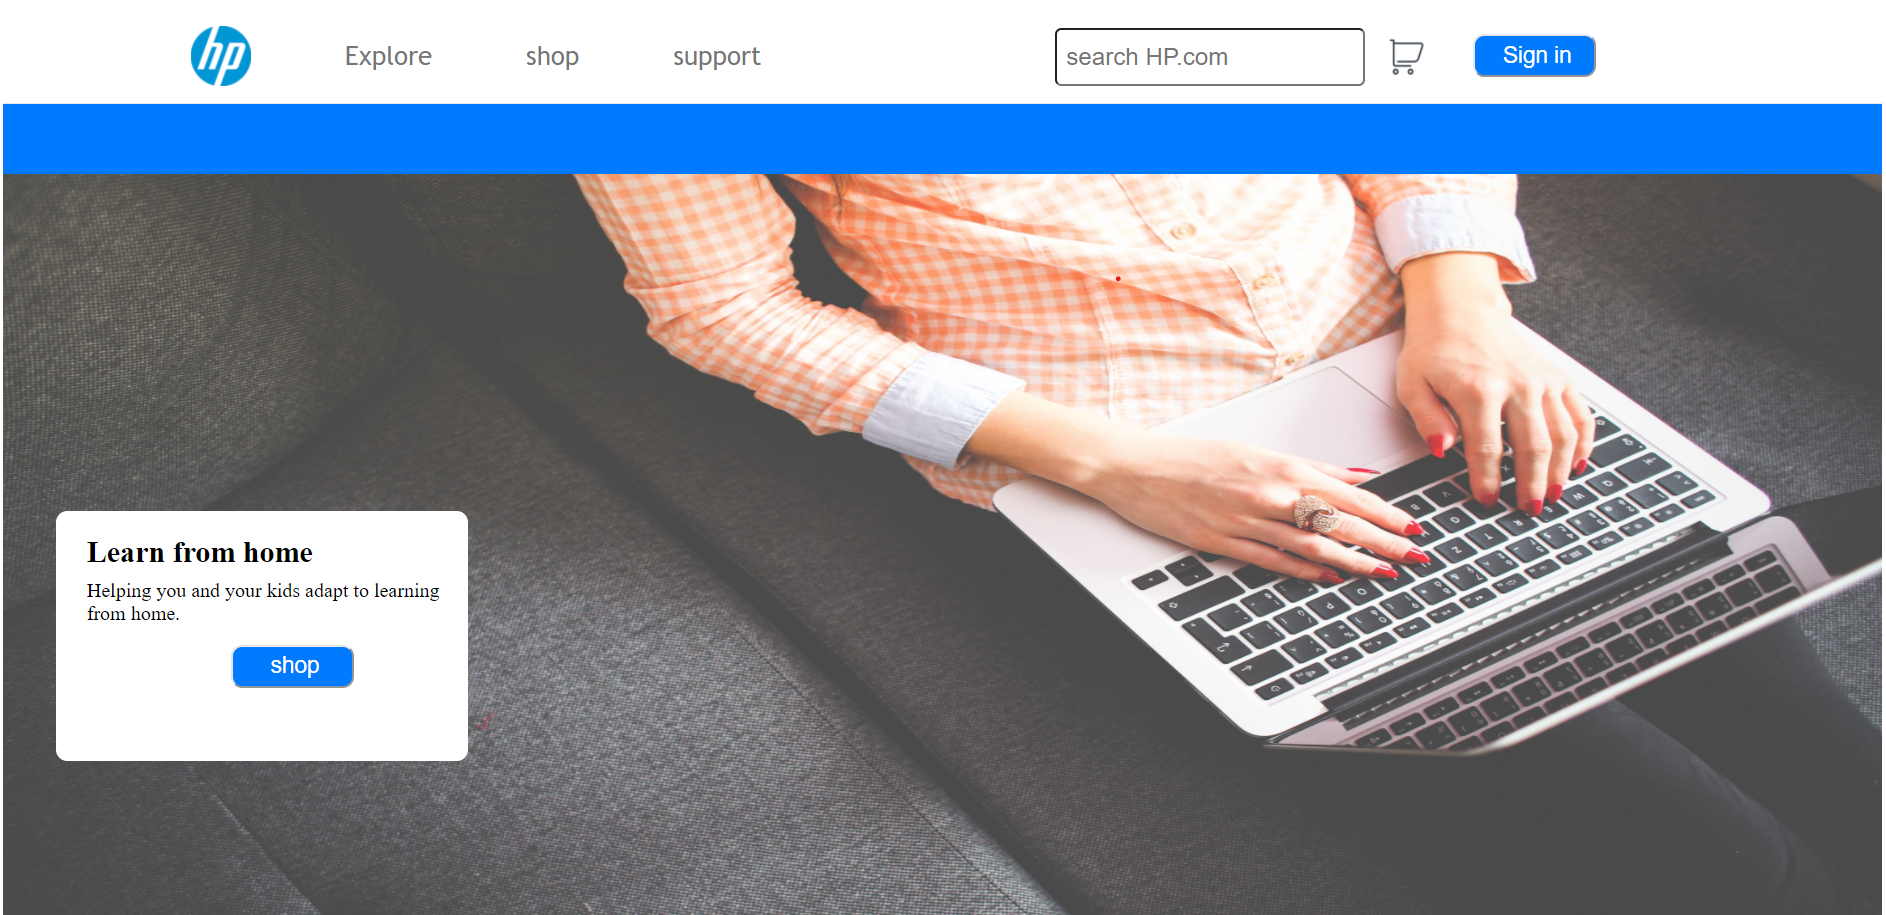 hp
Explore
shop
support
search HP.com
Sign in
Learn from home
Helping you and your kids adapt to learning
from home.
shop